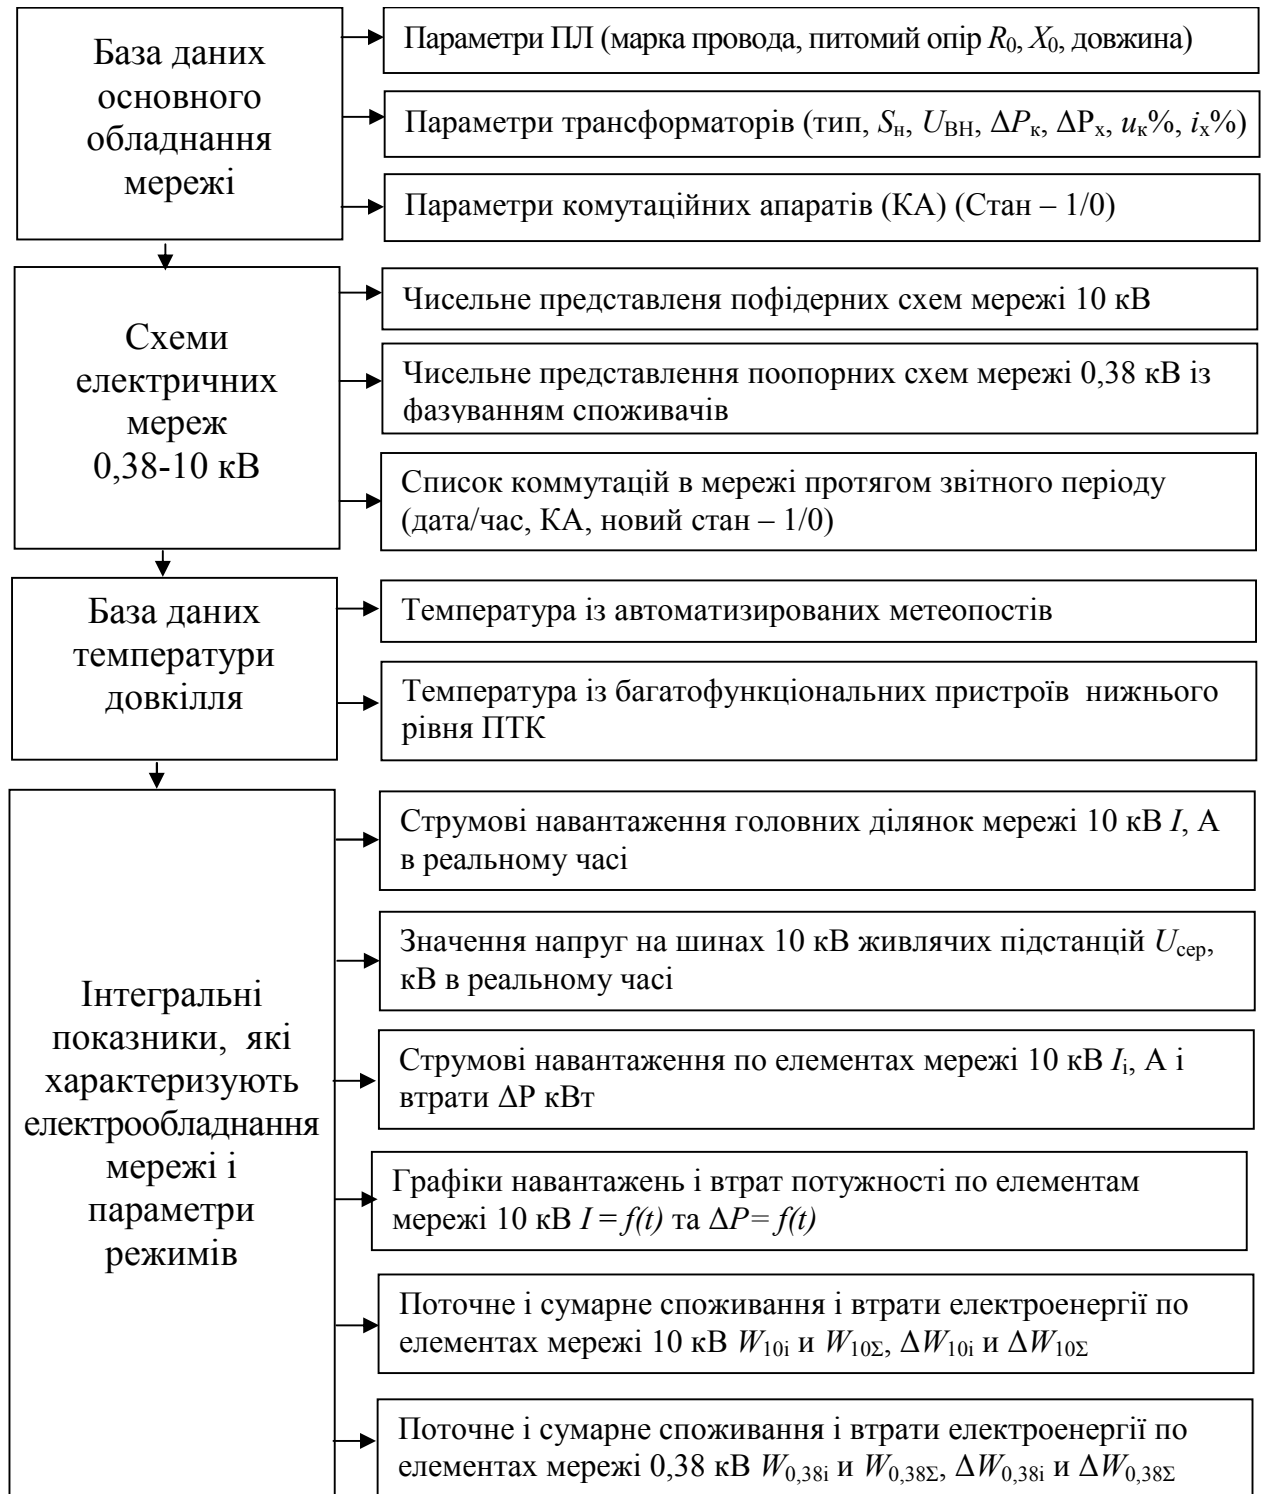 База даних
основного
обладнання
мережі
Параметри ПЛ (марка провода, питомий опір R₀, X₀, довжина)
Параметри трансформаторів (тип, Sн, UВН, ΔPк, ΔPх, uк%, iх%)
Параметри комутаційних апаратів (КА) (Стан – 1/0)
Схеми
електричних
мереж
0,38-10 кВ
Чисельне представленя пофідерних схем мережі 10 кВ
Чисельне представлення поопорних схем мережі 0,38 кВ із
фазуванням споживачів
Список коммутацій в мережі протягом звітного періоду
(дата/час, КА, новий стан – 1/0)
База даних
температури
довкілля
Температура із автоматизированих метеопостів
Температура із багатофункціональних пристроїв нижнього
рівня ПТК
Інтегральні
показники, які
характеризують
електрообладнання
мережі і
параметри
режимів
Струмові навантаження головних ділянок мережі 10 кВ I, А
в реальному часі
Значення напруг на шинах 10 кВ живлячих підстанцій Uсер,
кВ в реальному часі
Струмові навантаження по елементах мережі 10 кВ Ii, А і
втрати ΔР кВт
Графіки навантажень і втрат потужності по елементам
мережі 10 кВ I = f(t) та ΔP= f(t)
Поточне і сумарне споживання і втрати електроенергії по
елементах мережі 10 кВ W10i и W10Σ, ΔW10i и ΔW10Σ
Поточне і сумарне споживання і втрати електроенергії по
елементах мережі 0,38 кВ W0,38i и W0,38Σ, ΔW0,38i и ΔW0,38Σ